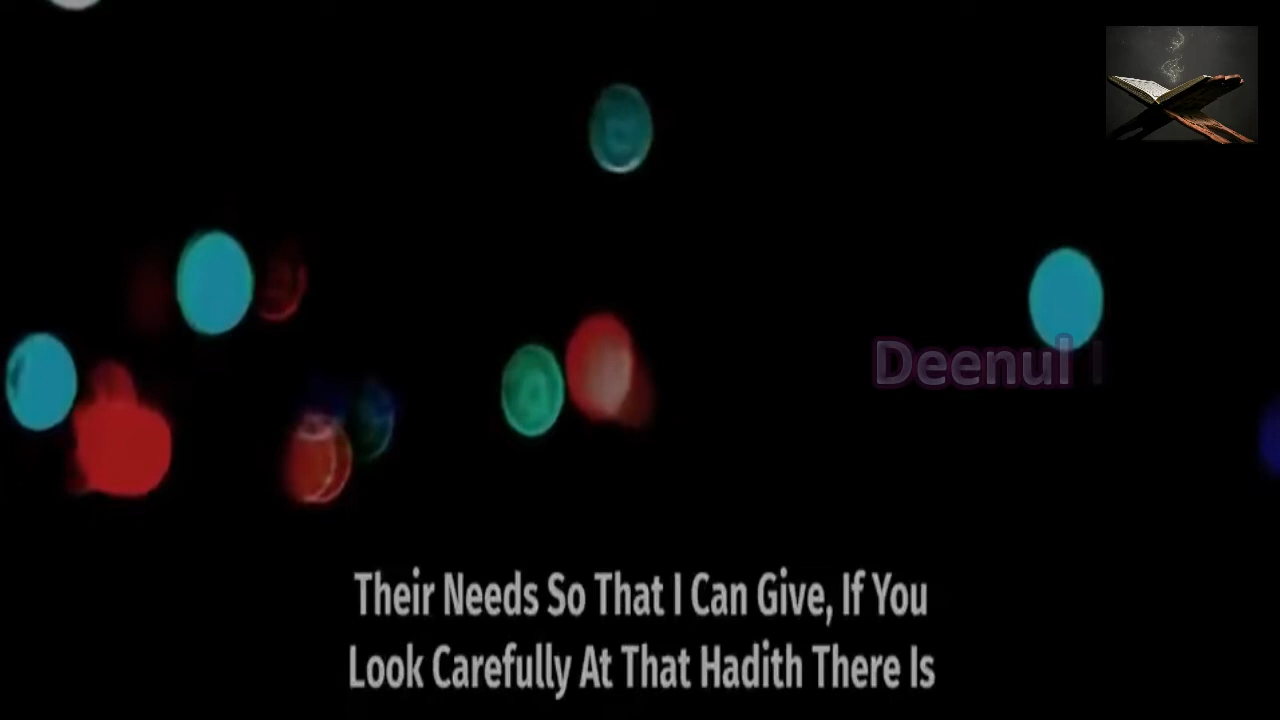 Deenul
Their Needs So That I Can Give, If You
Look Carefully At That Hadith There Is